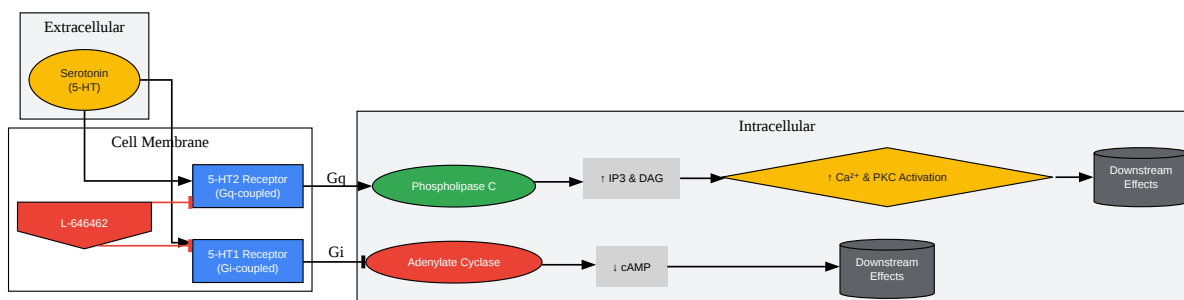 Extracellular
Serotonin
(5-HT)
Cell Membrane
5-HT2 Receptor
(Gq-coupled)
L-646462
5-HT1 Receptor
(Gi-coupled)
Gq
Gi
Intracellular
Phospholipase C
↑ IP3 & DAG
↑ Ca²⁺ & PKC Activation
Downstream
Effects
Adenylate Cyclase
↓ cAMP
Downstream
Effects